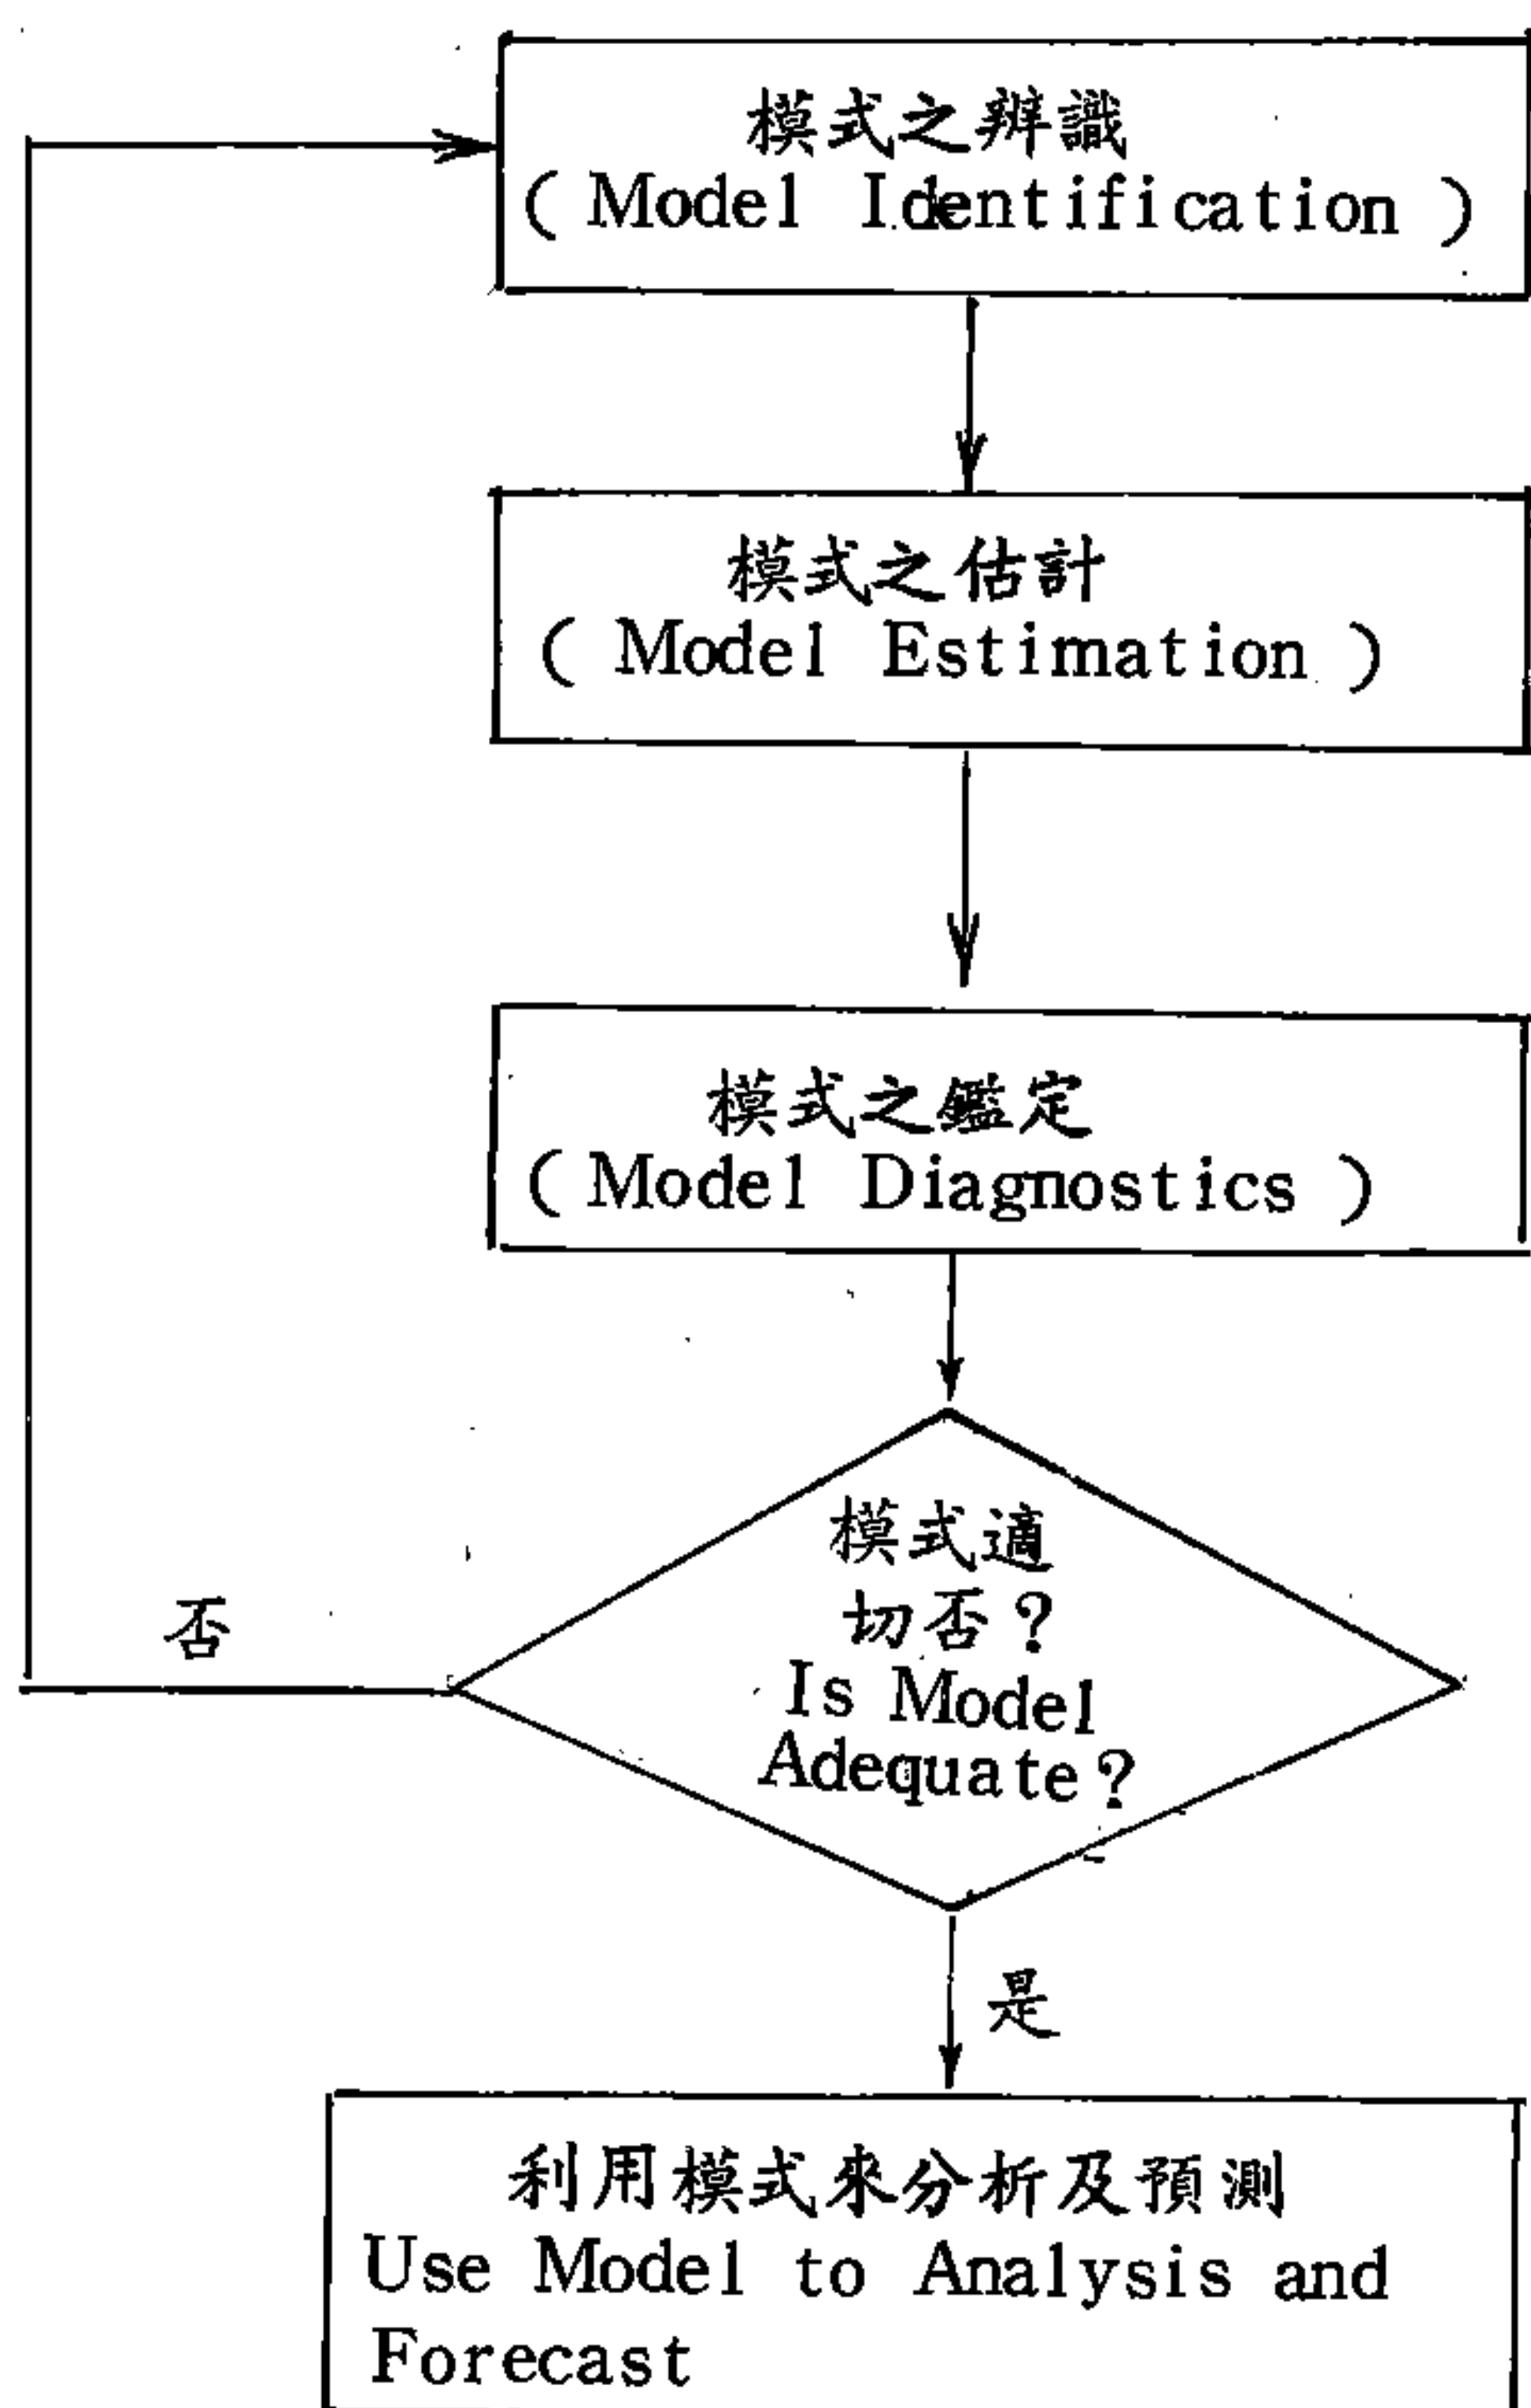 模式之辨識
( Model Identification )
模式之估計
( Model Estimation )
模式之鑑定
( Model Diagnostics )
模式適
切否?
Is Model
Adequate?
否
是
利用模式來分析及預測
Use Model to Analysis and
Forecast